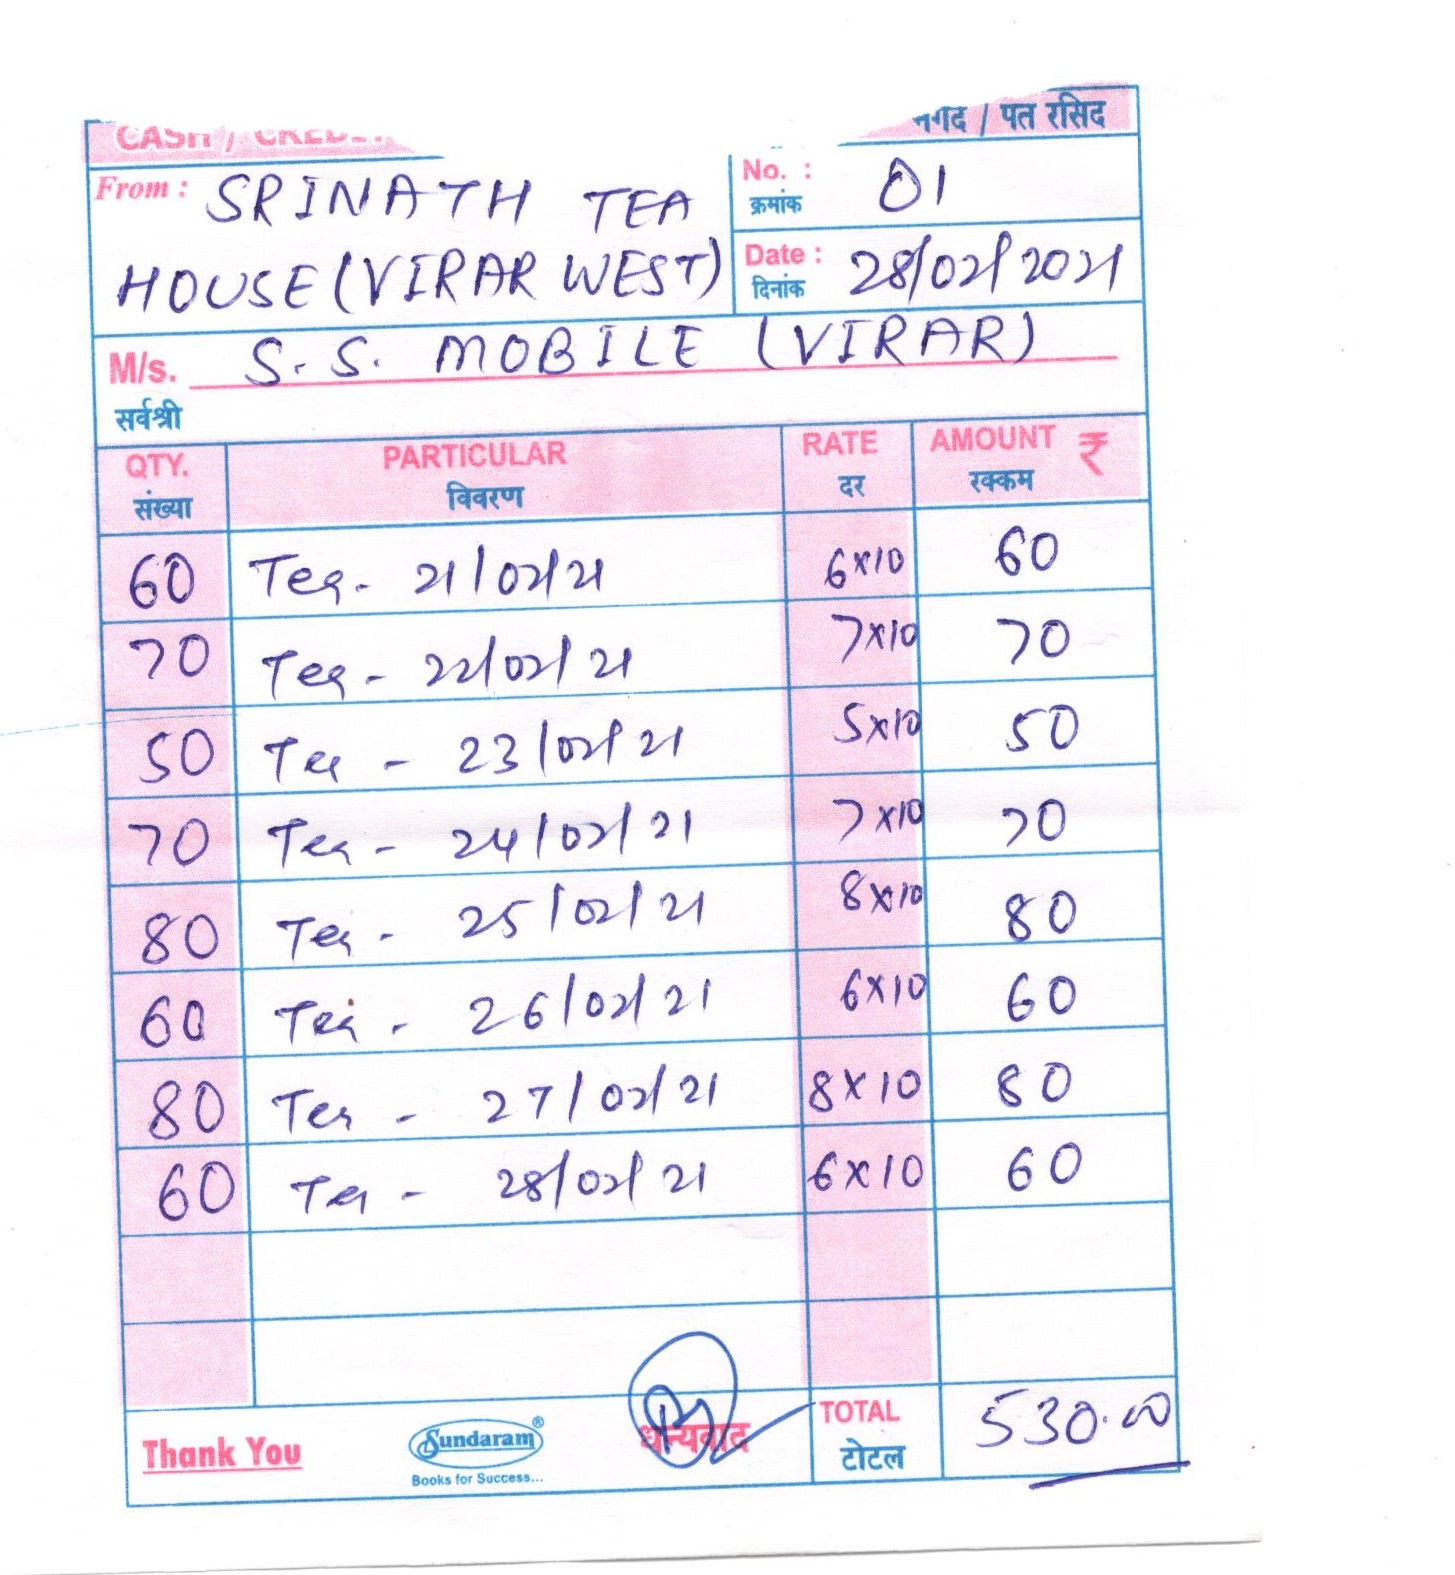 CASH / CREDIT नगद / पत रसिद
From : SRINATH TEA
HOUSE (VIRAR WEST)
No. : 01
क्रमांक
Date : 28/02/2021
दिनांक
M/s. S.S. MOBILE (VIRAR)
सर्वश्री
QTY. PARTICULAR RATE AMOUNT ₹
संख्या विवरण दर रक्कम
60 Tea - 21/02/21 6x10 60
70 Tea - 22/02/21 7x10 70
50 Tea - 23/02/21 5x10 50
70 Tea - 24/02/21 7x10 70
80 Tea - 25/02/21 8x10 80
60 Tea - 26/02/21 6x10 60
80 Tea - 27/02/21 8x10 80
60 Tea - 28/02/21 6x10 60
Thank You Sundaram® धन्यवाद TOTAL 530.00
Books for Success... टोटल